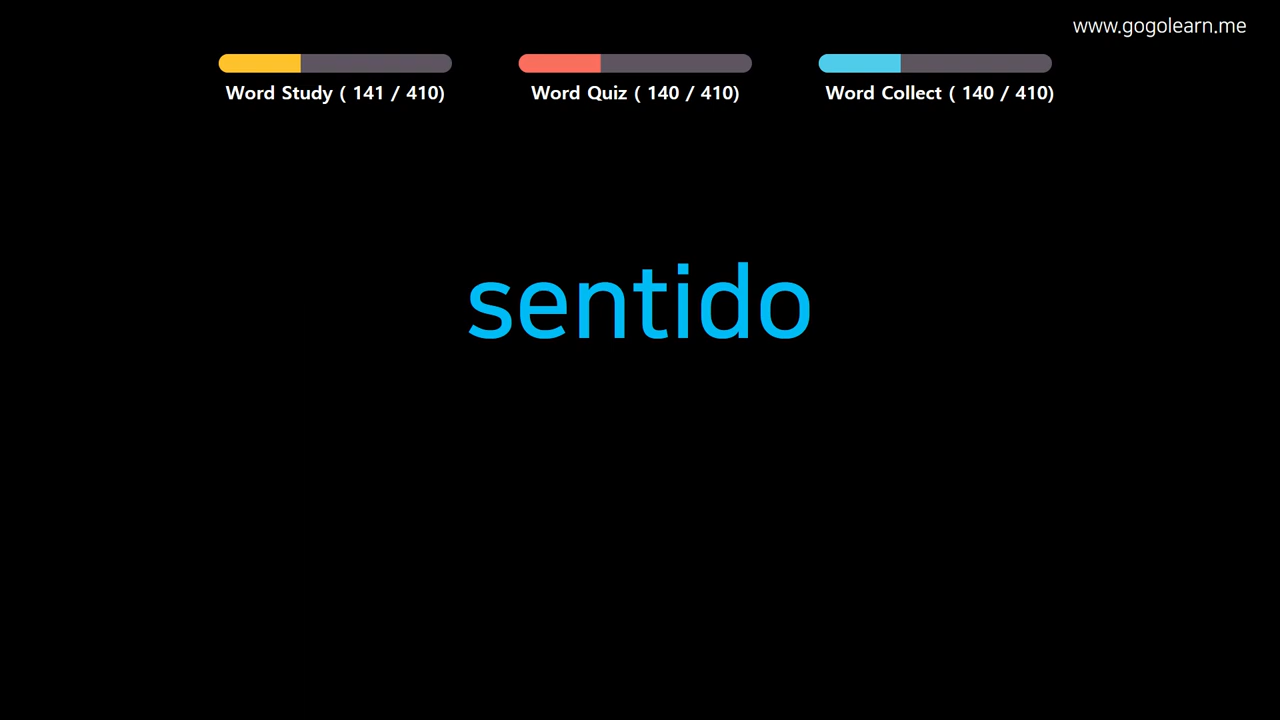 www.gogolearn.me
Word Study ( 141 / 410)
Word Quiz ( 140 / 410)
Word Collect ( 140 / 410)
sentido